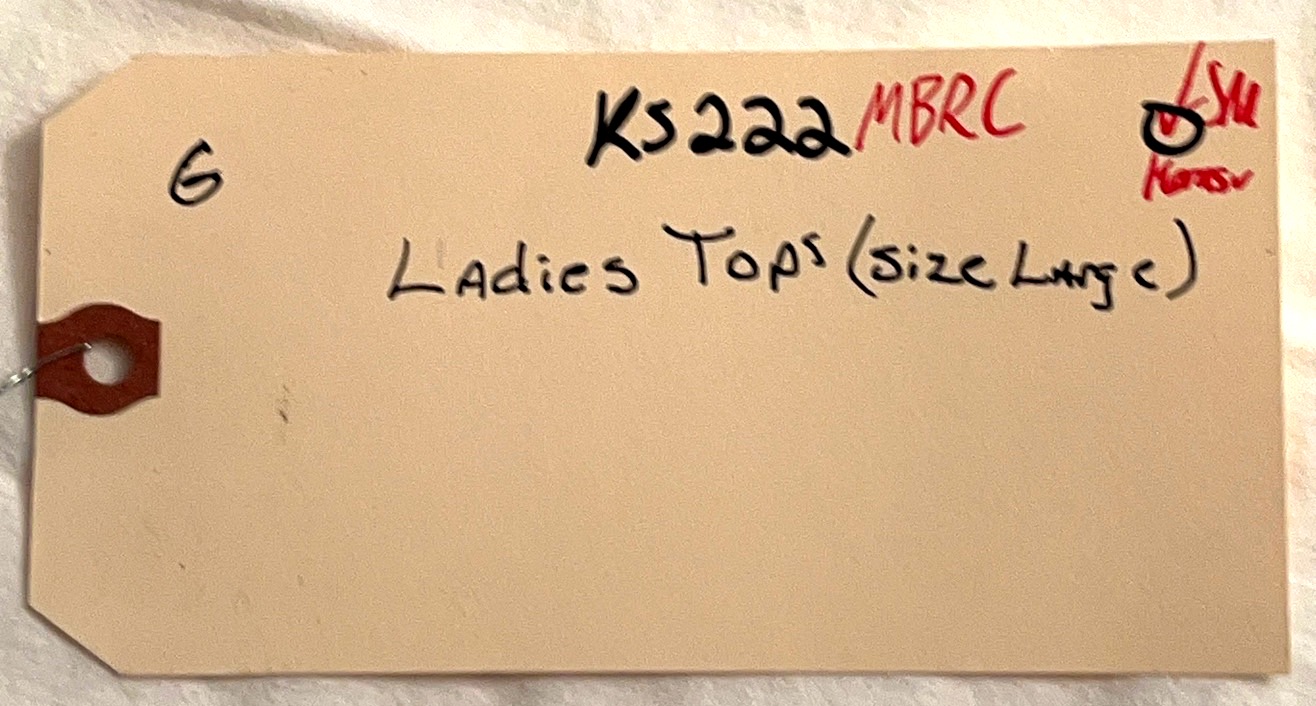 G
KS222 MBRC
LAdies Tops (Size LArge)